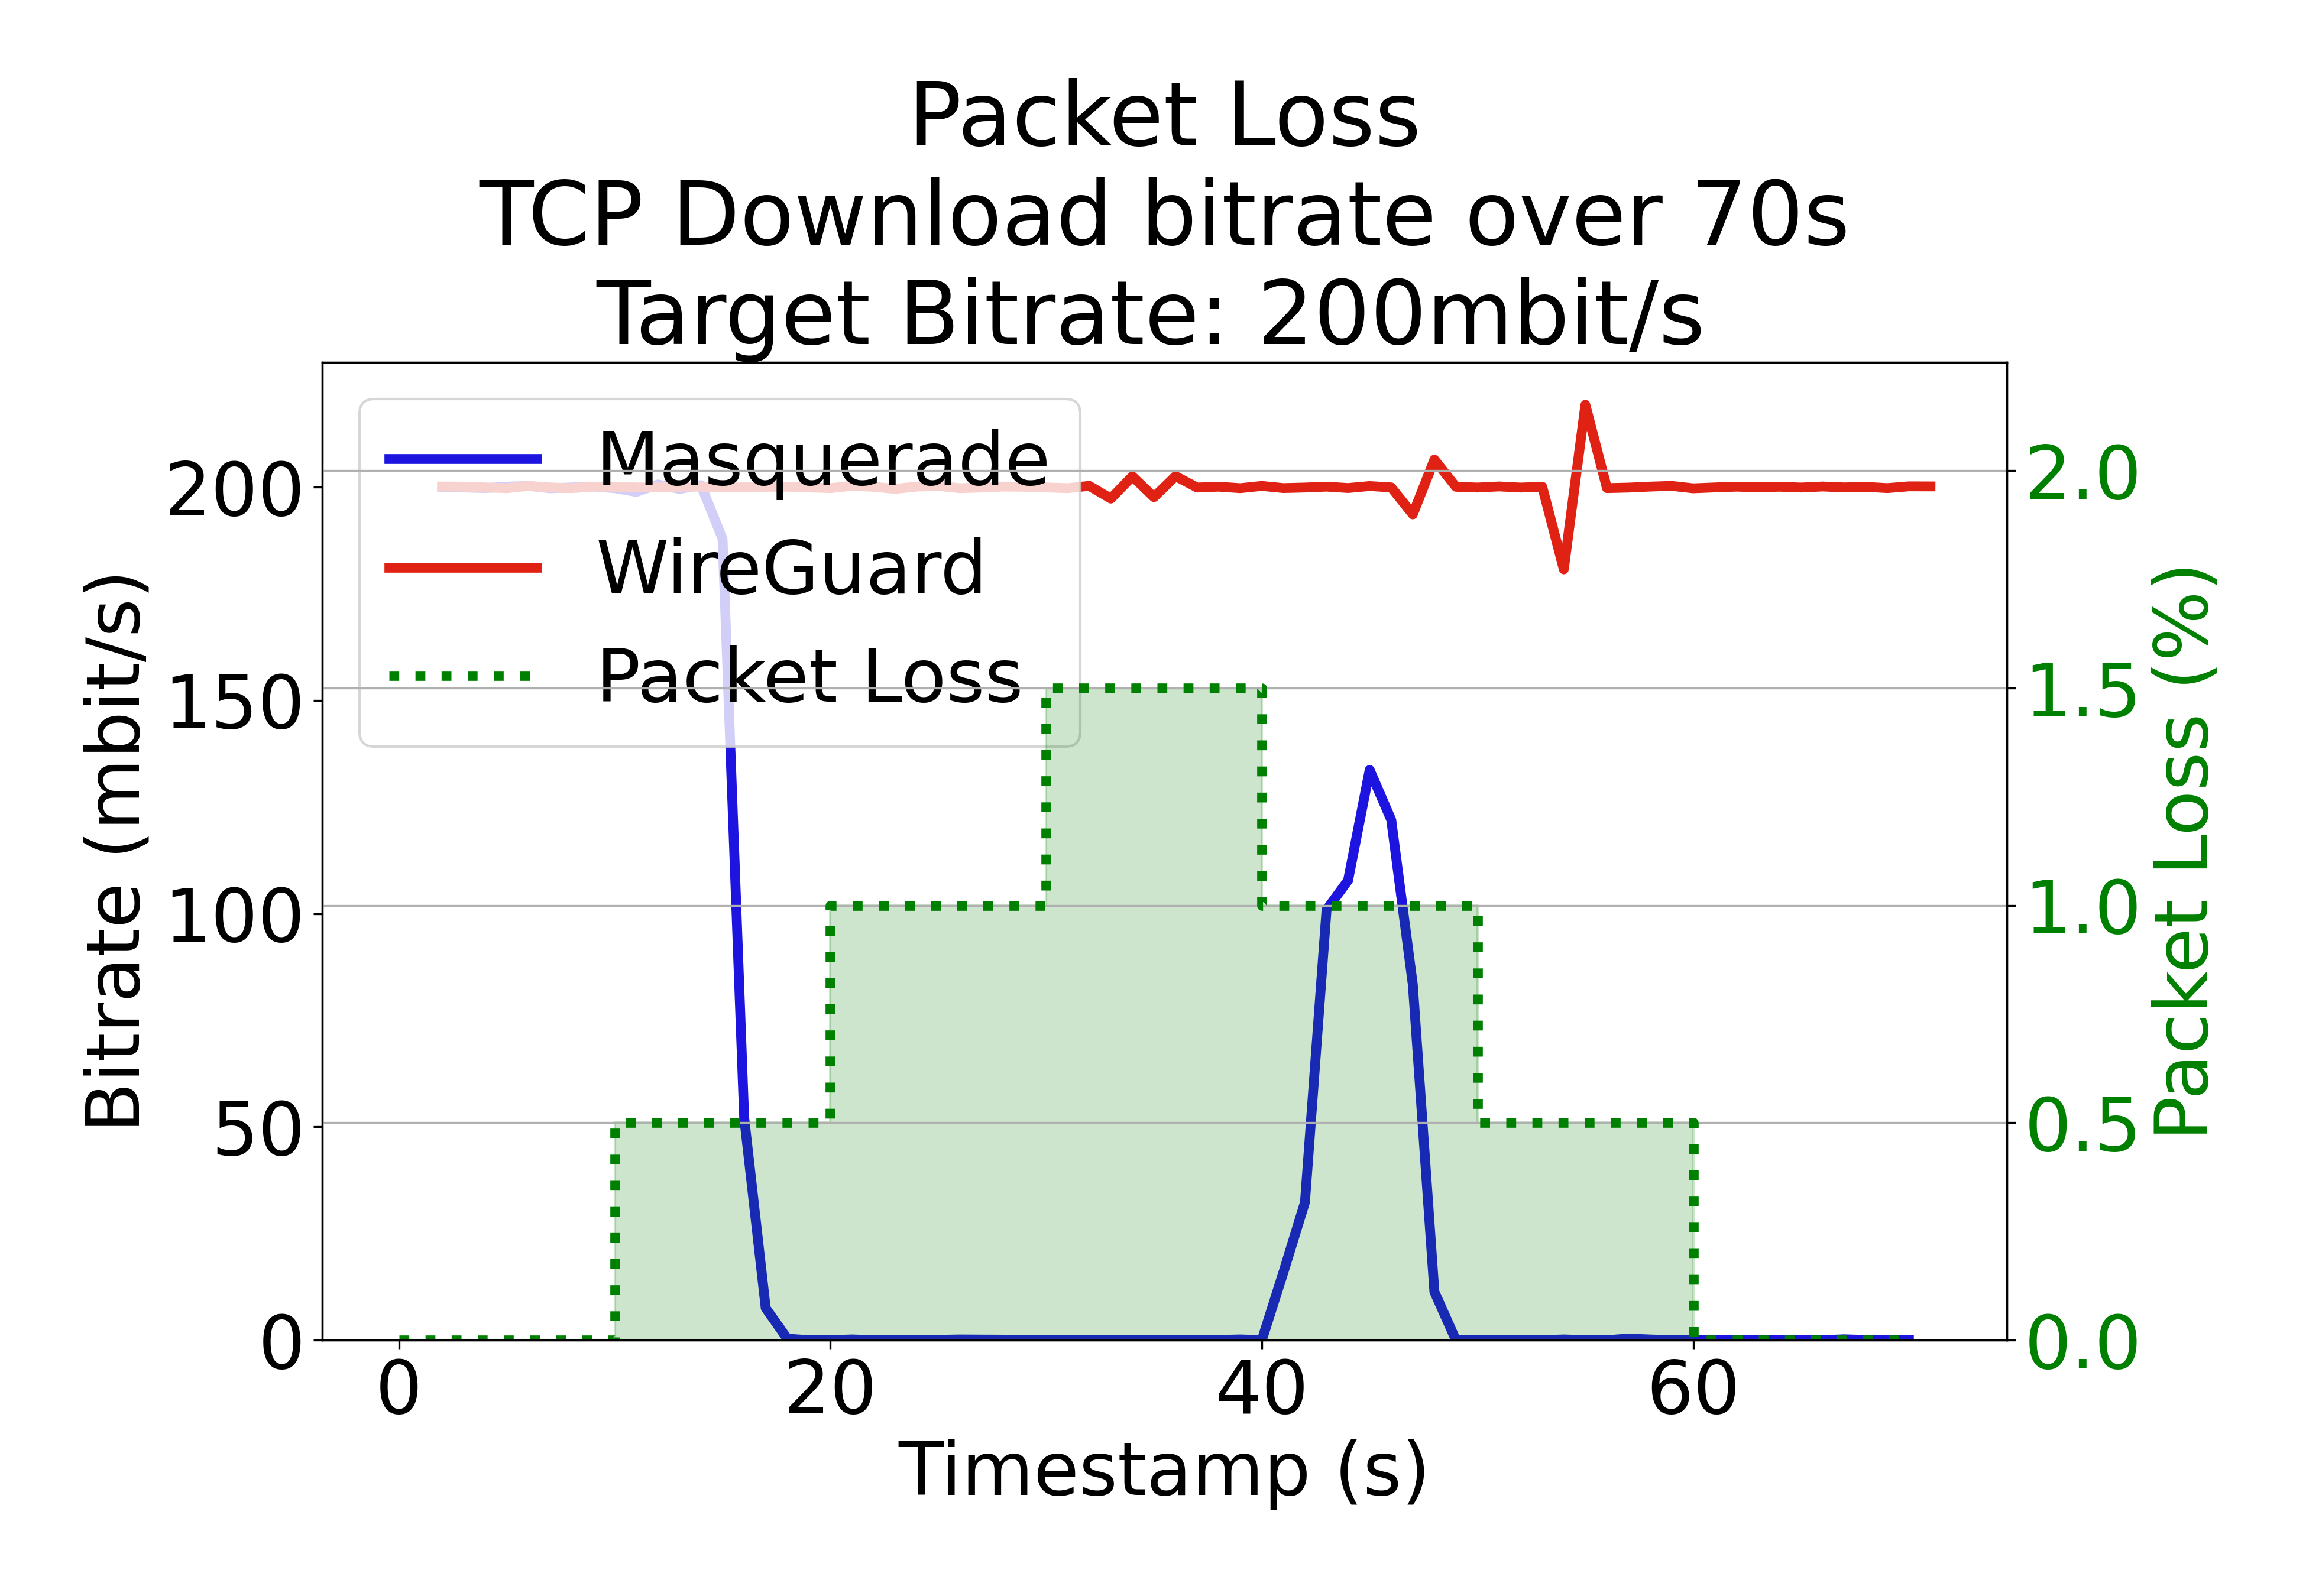 Packet Loss
TCP Download bitrate over 70s
Target Bitrate: 200mbit/s
Masquerade
WireGuard
Packet Loss
Bitrate (mbit/s)
200
150
100
50
0
2.0
1.5
1.0
0.5
0.0
Packet Loss (%)
0 20 40 60
Timestamp (s)